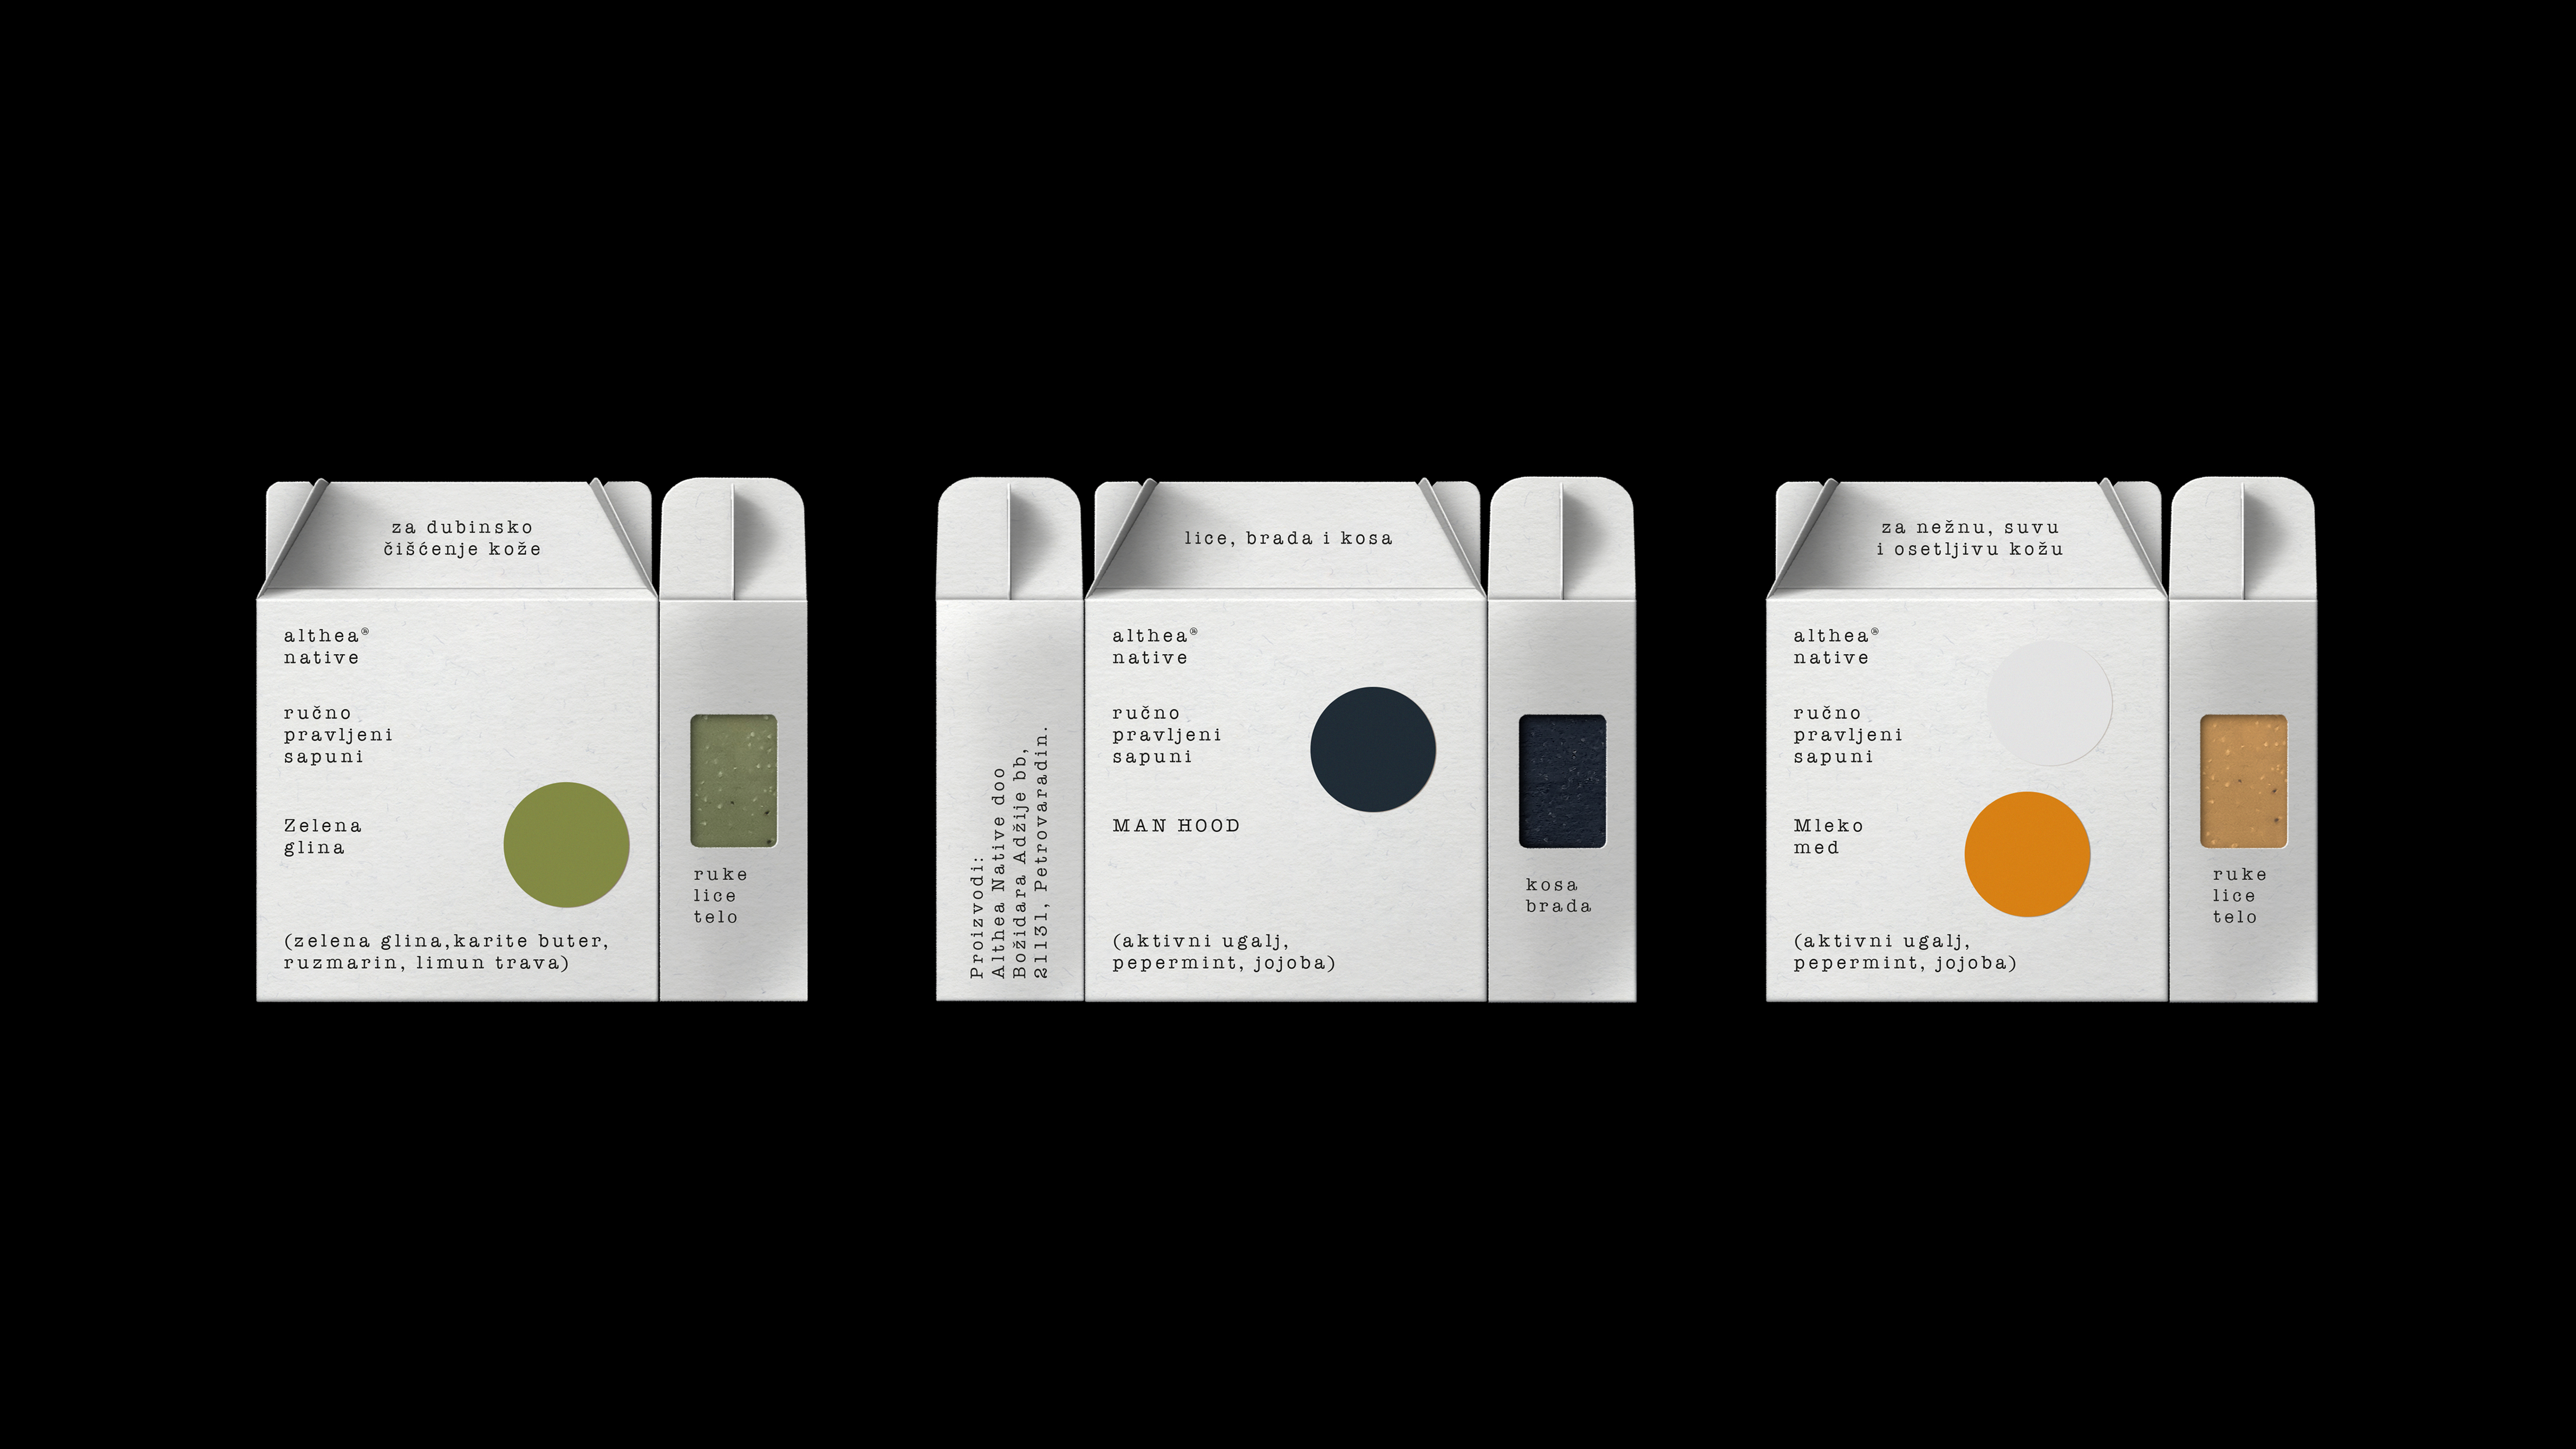 za dubinsko
čišćenje kože
althea®
native
ručno
pravljeni
sapuni
Zelena
glina
(zelena glina,karite buter,
ruzmarin, limun trava)
ruke
lice
telo
Proizvodi:
Althea Native doo
Božidara Adžije bb,
21131, Petrovaradin.
lice, brada i kosa
althea®
native
ručno
pravljeni
sapuni
MAN HOOD
(aktivni ugalj,
pepermint, jojoba)
kosa
brada
za nežnu, suvu
i osetljivu kožu
althea®
native
ručno
pravljeni
sapuni
Mleko
med
(aktivni ugalj,
pepermint, jojoba)
ruke
lice
telo